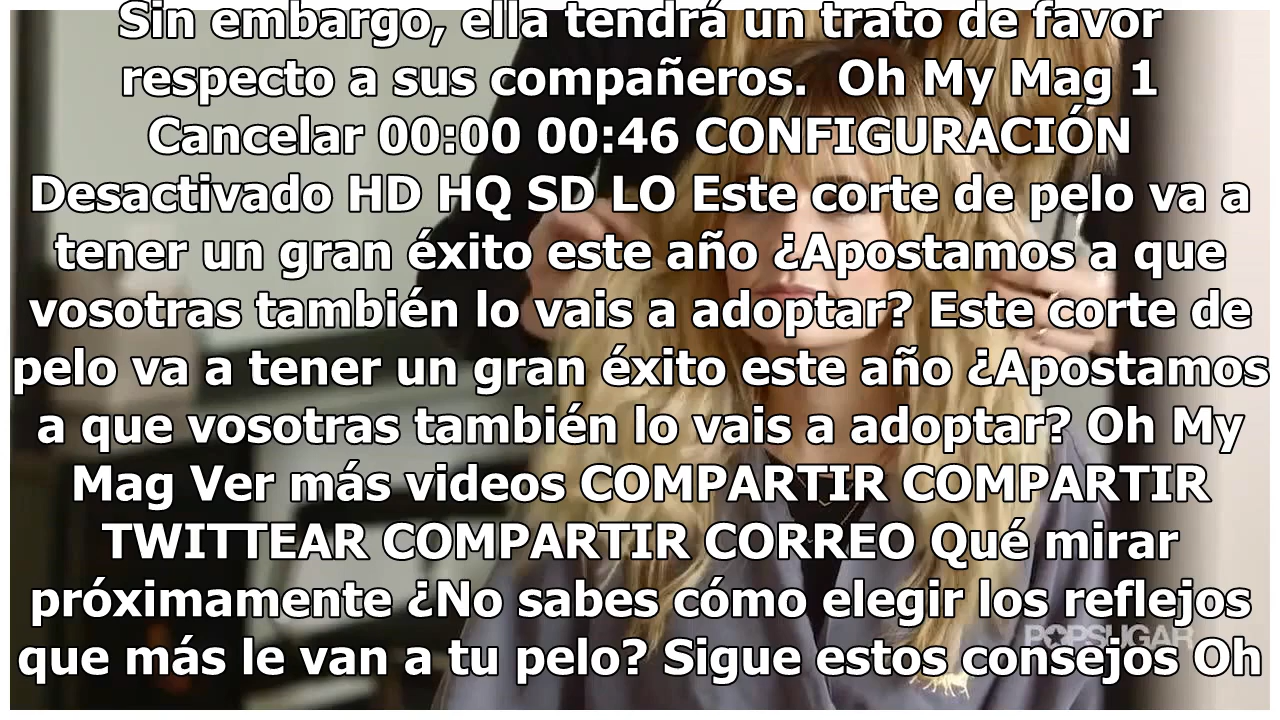 Sin embargo, ella tendrá un trato de favor
respecto a sus compañeros.  Oh My Mag 1
Cancelar 00:00 00:46 CONFIGURACIÓN
Desactivado HD HQ SD LO Este corte de pelo va a
tener un gran éxito este año ¿Apostamos a que
vosotras también lo vais a adoptar? Este corte de
pelo va a tener un gran éxito este año ¿Apostamos
a que vosotras también lo vais a adoptar? Oh My
Mag Ver más videos COMPARTIR COMPARTIR
TWITTEAR COMPARTIR CORREO Qué mirar
próximamente ¿No sabes cómo elegir los reflejos
POPSUGAR
que más le van a tu pelo? Sigue estos consejos Oh